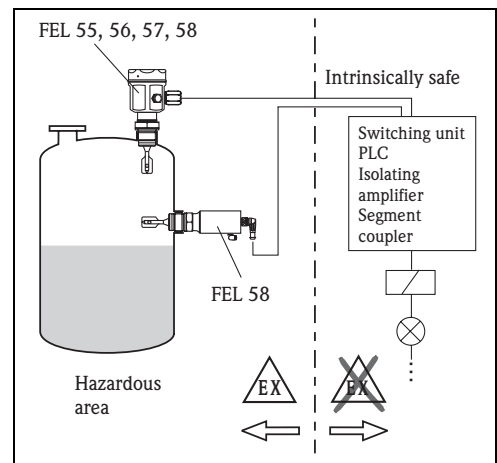 FEL 55, 56, 57, 58
Intrinsically safe
Switching unit
PLC
Isolating
amplifier
Segment
coupler
FEL 58
Hazardous
area
EX
EX